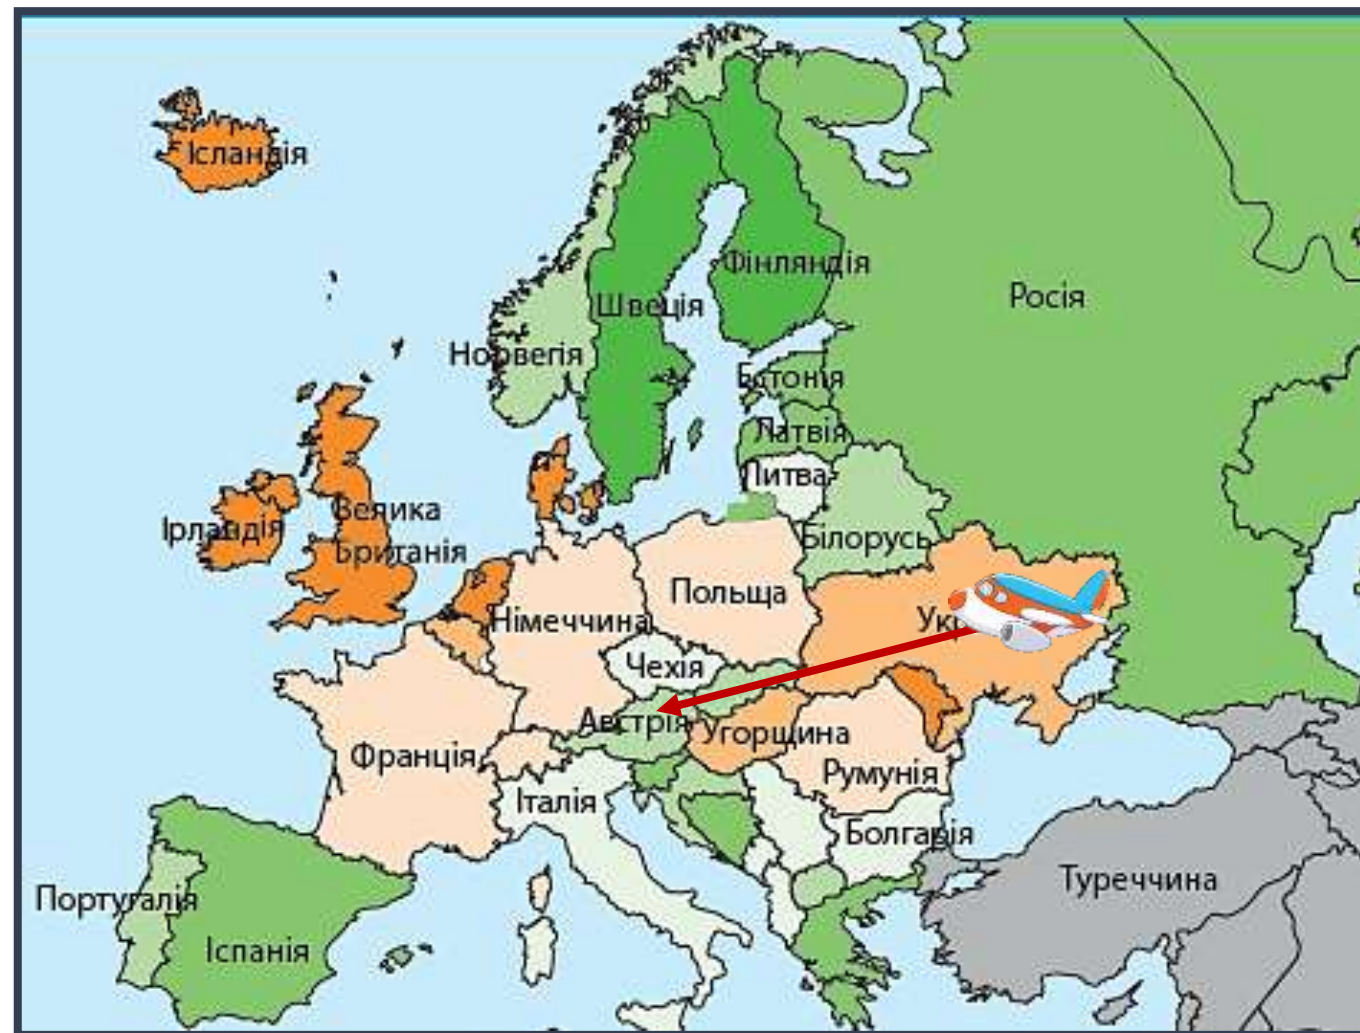 Ісландія
Фінляндія
Росія
Швеція
Норвегія
Естонія
Латвія
Литва
Велика
Британія
Ірландія
Білорусь
Польща
Німеччина
Ук
Чехія
Австрія
Угорщина
Франція
Румунія
Італія
Болгарія
Туреччина
Португалія
Іспанія